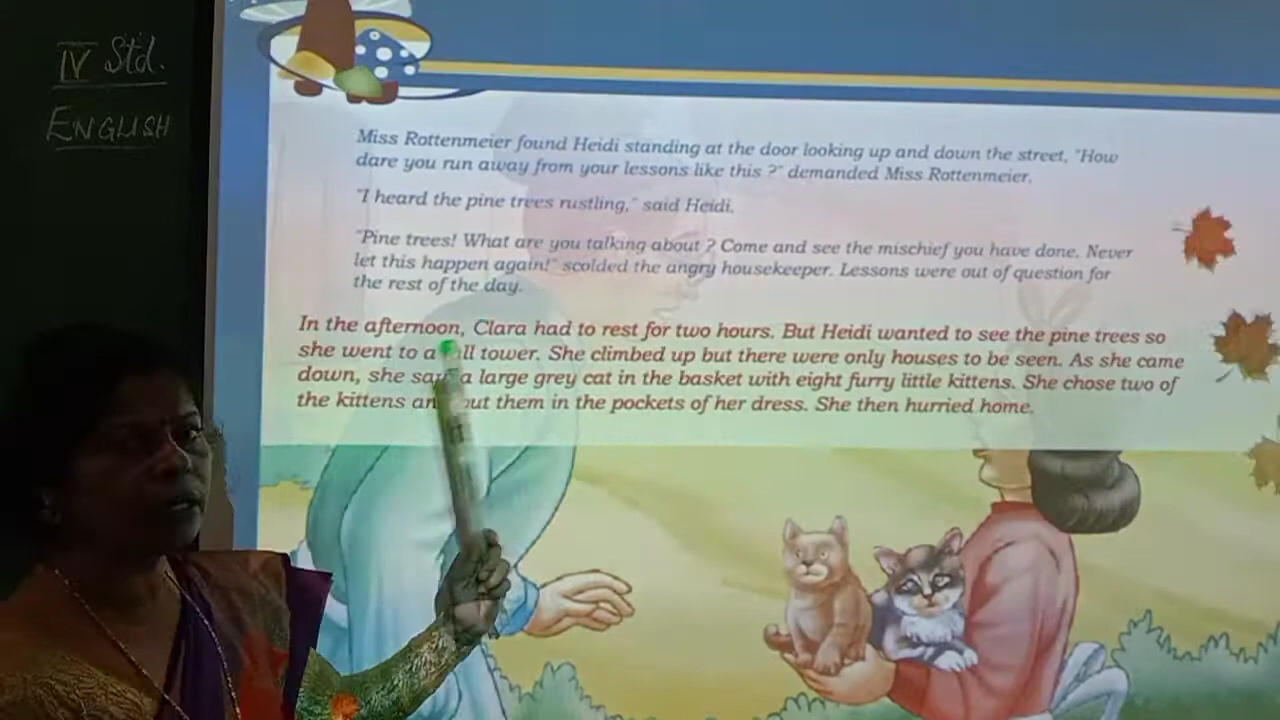 IV Std.
ENGLISH
Miss Rottenmeier found Heidi standing at the door looking up and down the street, "How
dare you run away from your lessons like this ?" demanded Miss Rottenmeier.
"I heard the pine trees rustling," said Heidi.
"Pine trees! What are you talking about ? Come and see the mischief you have done. Never
let this happen again!" scolded the angry housekeeper. Lessons were out of question for
the rest of the day.
In the afternoon, Clara had to rest for two hours. But Heidi wanted to see the pine trees so
she went to a tall tower. She climbed up but there were only houses to be seen. As she came
down, she saw a large grey cat in the basket with eight furry little kittens. She chose two of
the kittens and put them in the pockets of her dress. She then hurried home.